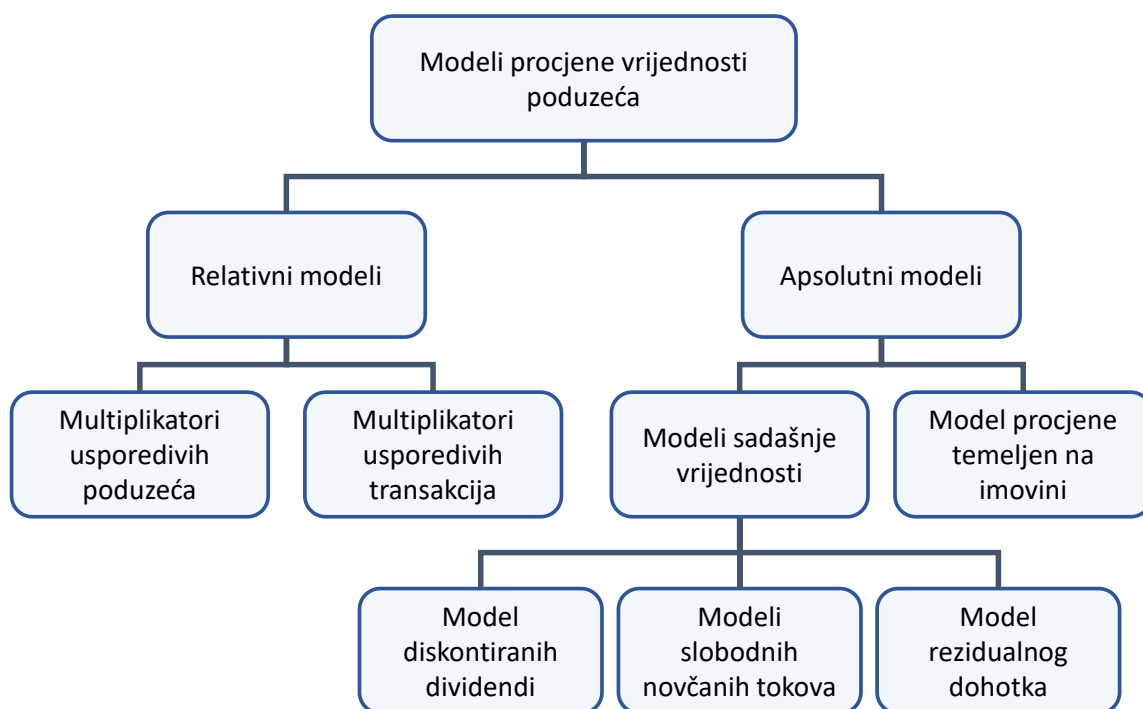 Modeli procjene vrijednosti
poduzeća
Relativni modeli
Apsolutni modeli
Multiplikatori
usporedivih
poduzeća
Multiplikatori
usporedivih
transakcija
Modeli sadašnje
vrijednosti
Model procjene
temeljen na
imovini
Model
diskontiranih
dividendi
Modeli
slobodnih
novčanih tokova
Model
rezidualnog
dohotka